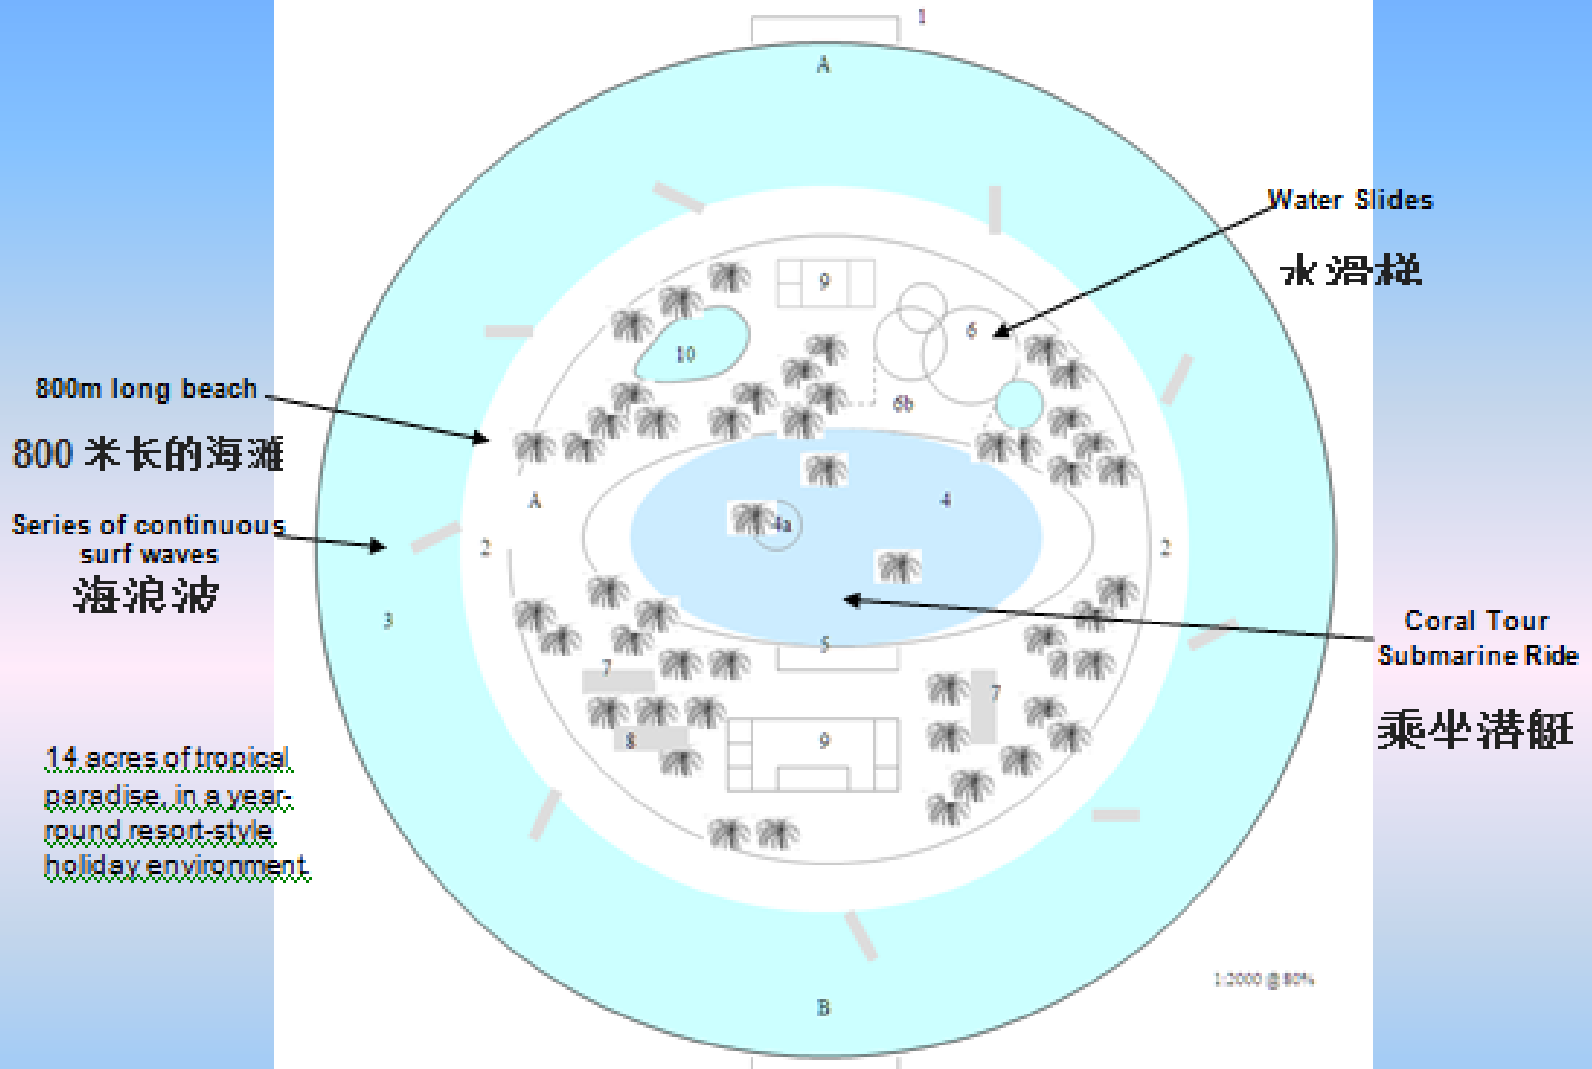 1
A
Water Slides
水滑梯
9
6
10
800m long beach
800 米长的海滩
6b
A
4
4a
Series of continuous
surf waves
海浪波
2
2
3
5
Coral Tour
Submarine Ride
乘坐潜艇
7
7
8
9
14 acres of tropical
paradise, in a year-
round resort-style
holiday environment
1:2000 @80%
B